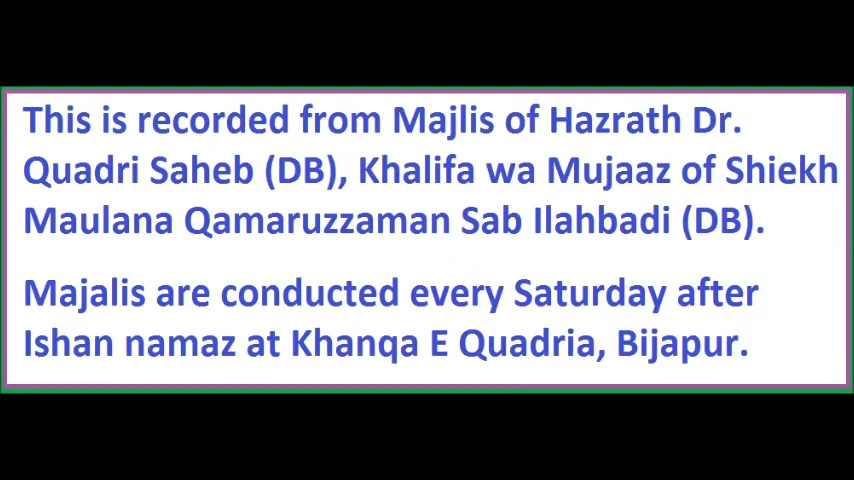 This is recorded from Majlis of Hazrath Dr.
Quadri Saheb (DB), Khalifa wa Mujaaz of Shiekh
Maulana Qamaruzzaman Sab Ilahbadi (DB).
Majalis are conducted every Saturday after
Ishan namaz at Khanqa E Quadria, Bijapur.